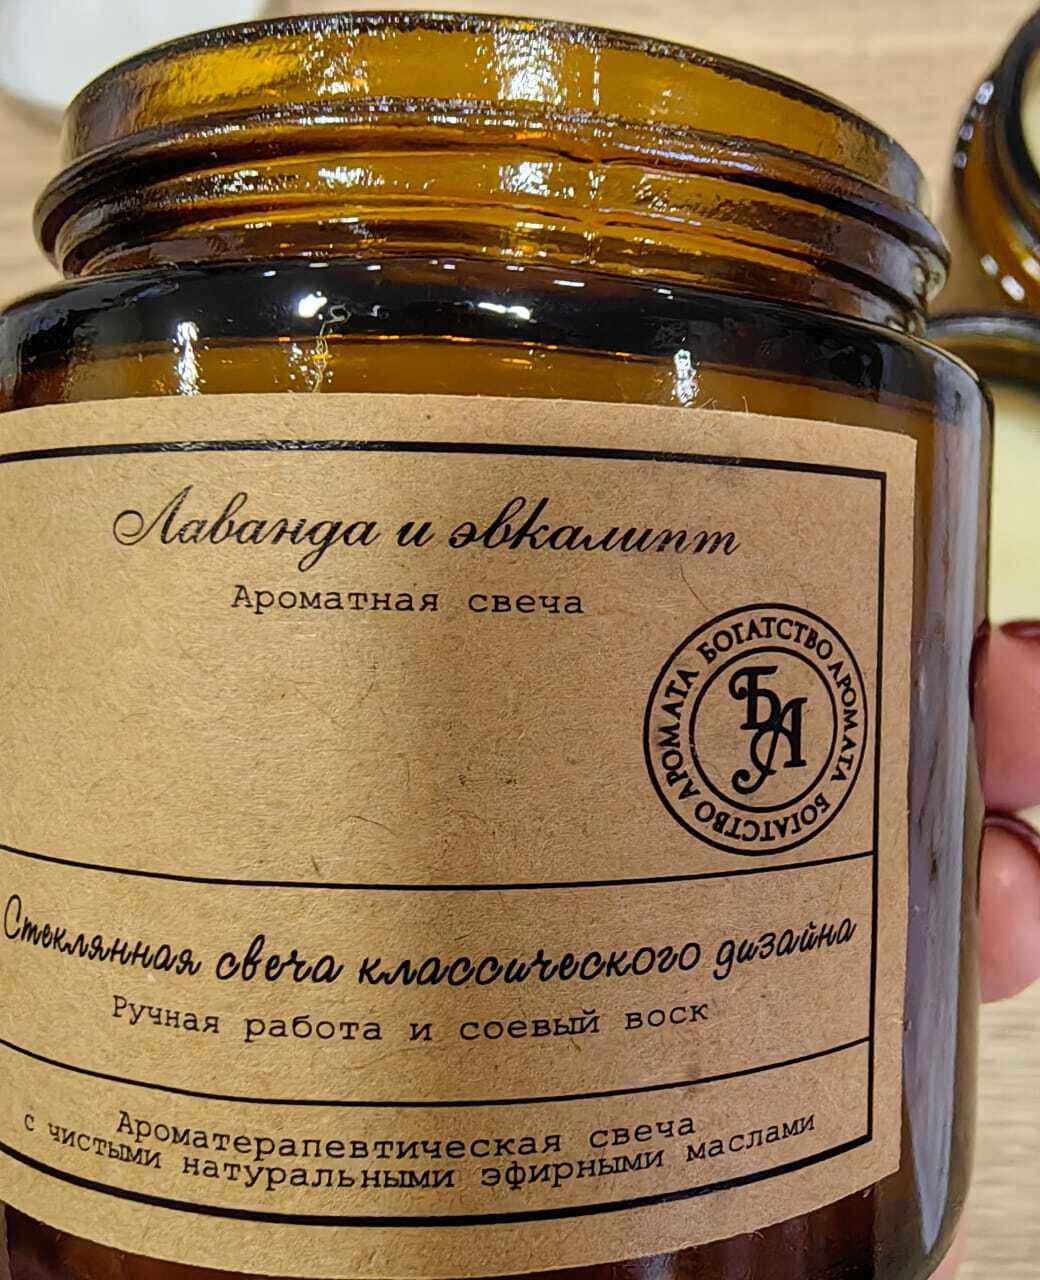 Лаванда и эвкалипт
Ароматная свеча
БОГАТСТВО АРОМАТА БОГАТСТВО АРОМАТА
БА
Стеклянная свеча классического дизайна
Ручная работа и соевый воск
Ароматерапевтическая свеча
с чистыми натуральными эфирными маслами